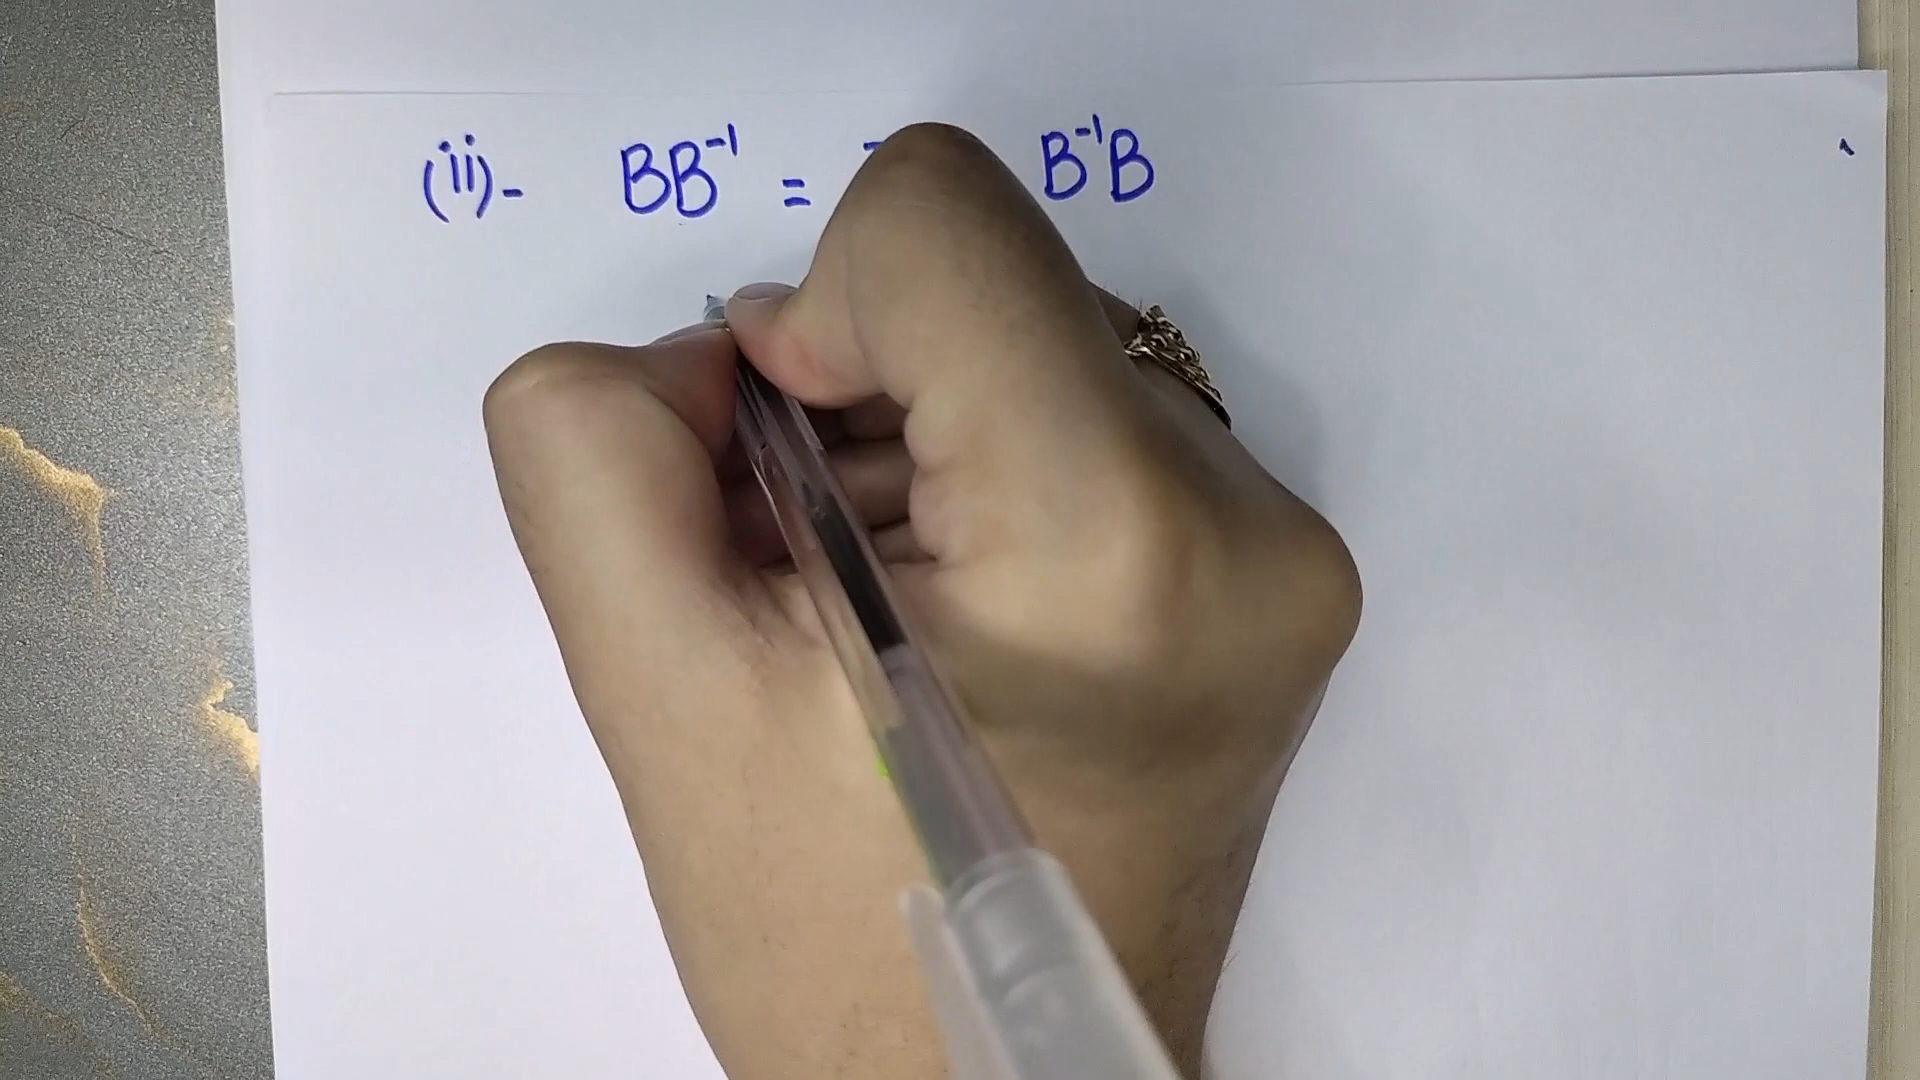 (ii)- BB⁻¹ = B⁻¹B